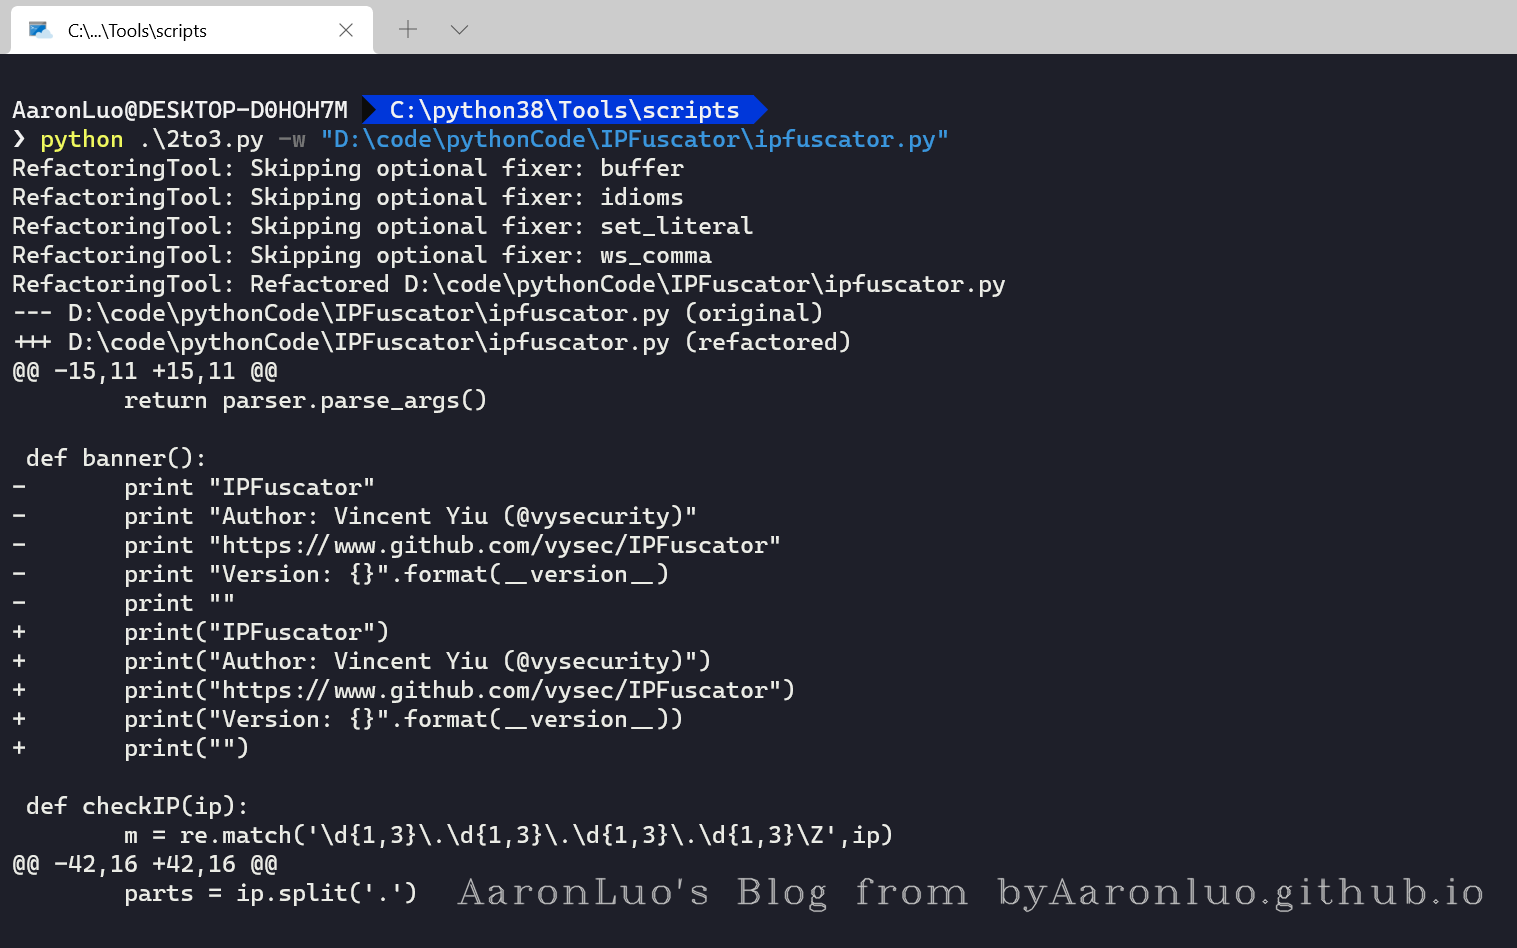 C:\...\Tools\scripts
AaronLuo@DESKTOP-D0HOH7M C:\python38\Tools\scripts
❯ python .\2to3.py -w "D:\code\pythonCode\IPFuscator\ipfuscator.py"
RefactoringTool: Skipping optional fixer: buffer
RefactoringTool: Skipping optional fixer: idioms
RefactoringTool: Skipping optional fixer: set_literal
RefactoringTool: Skipping optional fixer: ws_comma
RefactoringTool: Refactored D:\code\pythonCode\IPFuscator\ipfuscator.py
--- D:\code\pythonCode\IPFuscator\ipfuscator.py (original)
+++ D:\code\pythonCode\IPFuscator\ipfuscator.py (refactored)
@@ -15,11 +15,11 @@
        return parser.parse_args()
 def banner():
-       print "IPFuscator"
-       print "Author: Vincent Yiu (@vysecurity)"
-       print "https://www.github.com/vysec/IPFuscator"
-       print "Version: {}".format(__version__)
-       print ""
+       print("IPFuscator")
+       print("Author: Vincent Yiu (@vysecurity)")
+       print("https://www.github.com/vysec/IPFuscator")
+       print("Version: {}".format(__version__))
+       print("")
 def checkIP(ip):
        m = re.match('\d{1,3}\.\d{1,3}\.\d{1,3}\.\d{1,3}\Z',ip)
@@ -42,16 +42,16 @@
        parts = ip.split('.')
AaronLuo's Blog from byAaronluo.github.io